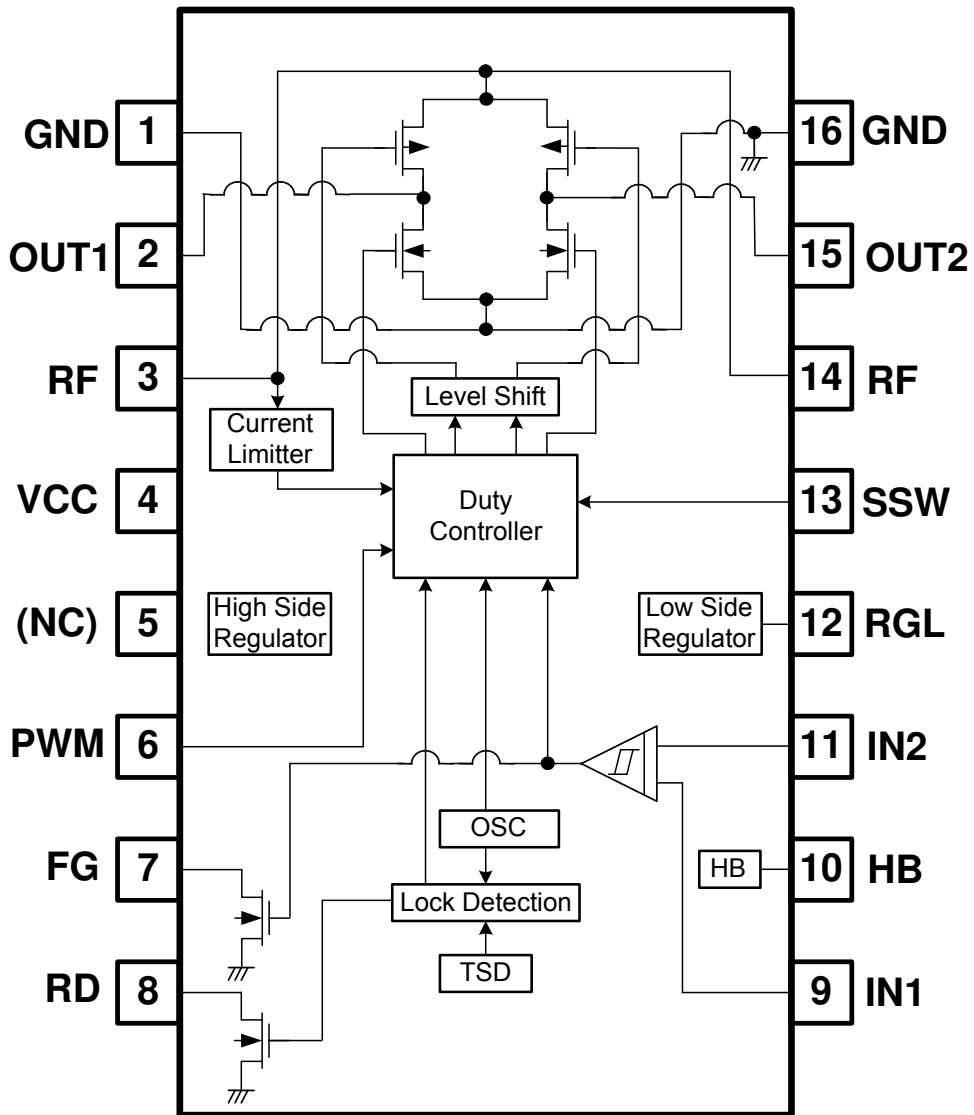 GND 1
OUT1 2
RF 3
VCC 4
(NC) 5
PWM 6
FG 7
RD 8
16 GND
15 OUT2
14 RF
13 SSW
12 RGL
11 IN2
10 HB
9 IN1
Level Shift
Current
Limitter
Duty
Controller
High Side
Regulator
Low Side
Regulator
OSC
HB
Lock Detection
TSD